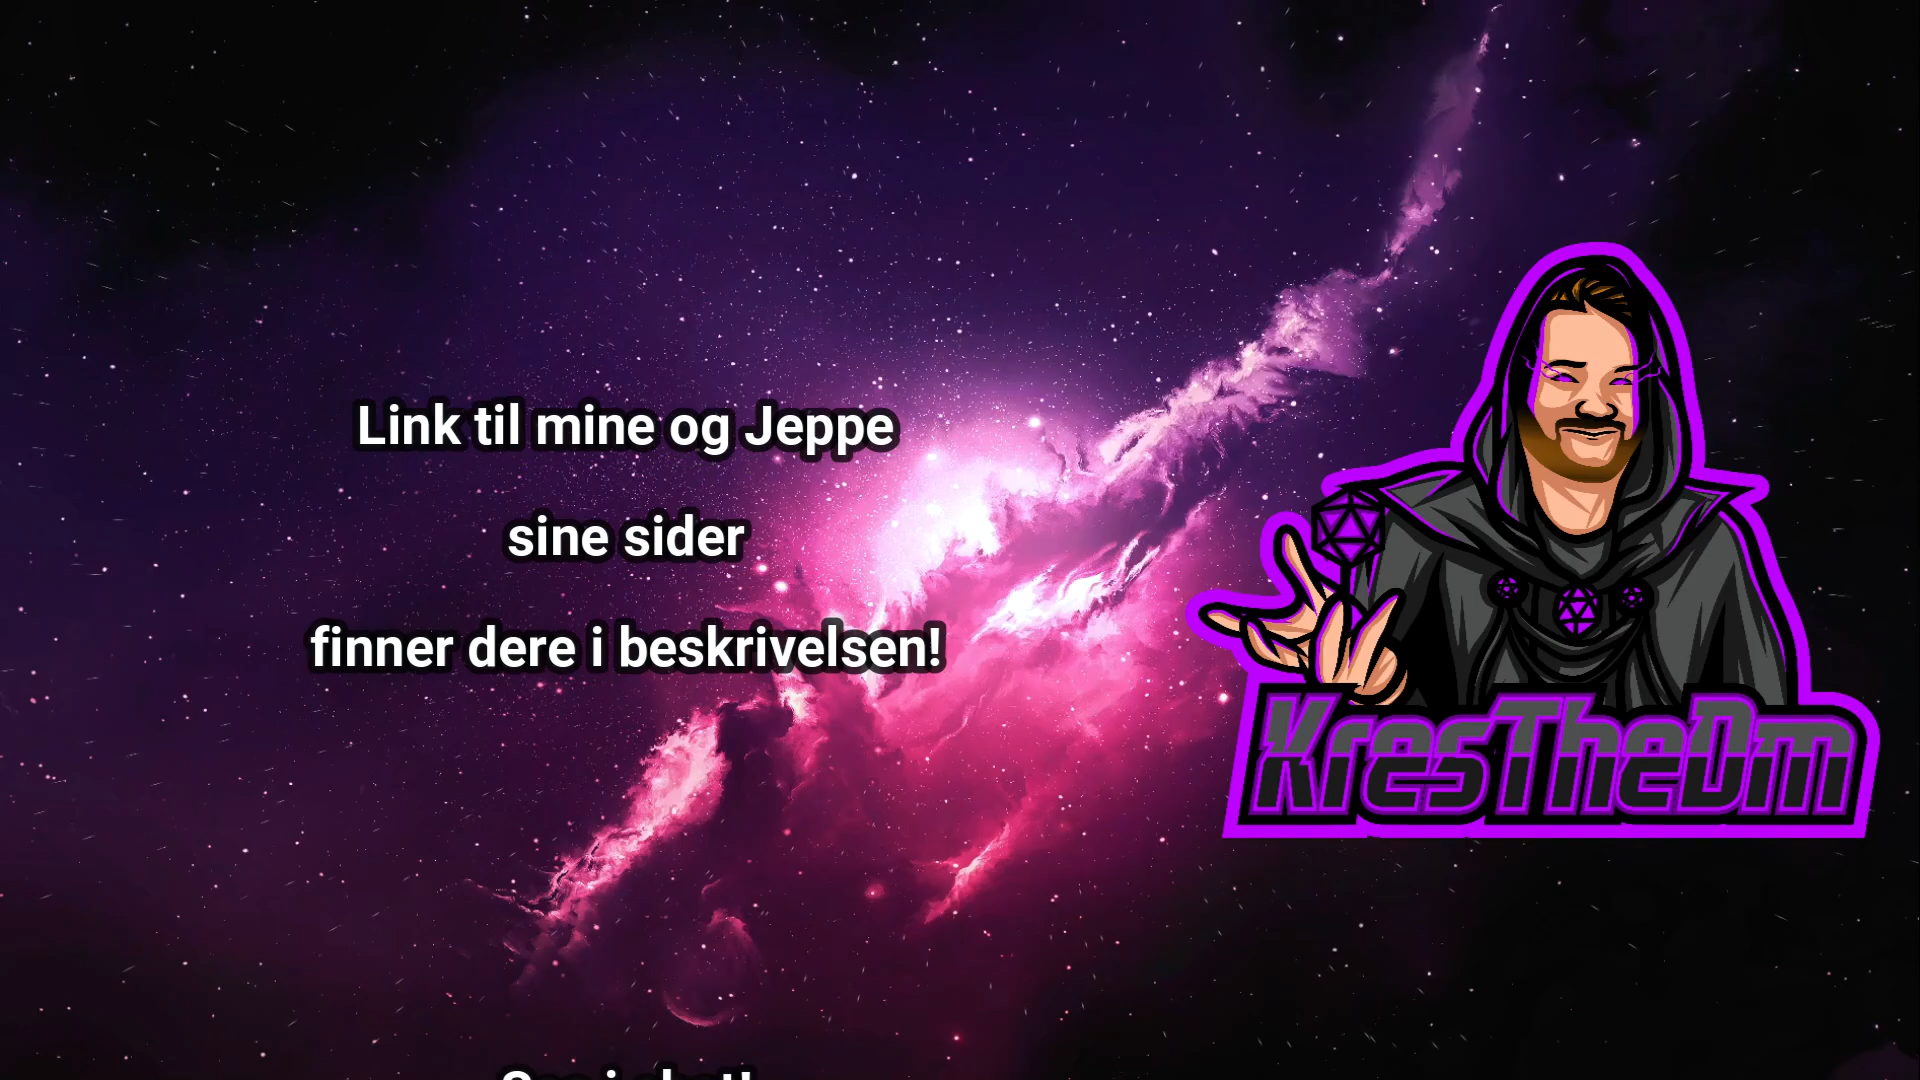 Link til mine og Jeppe
sine sider
finner dere i beskrivelsen!
KresTheDm